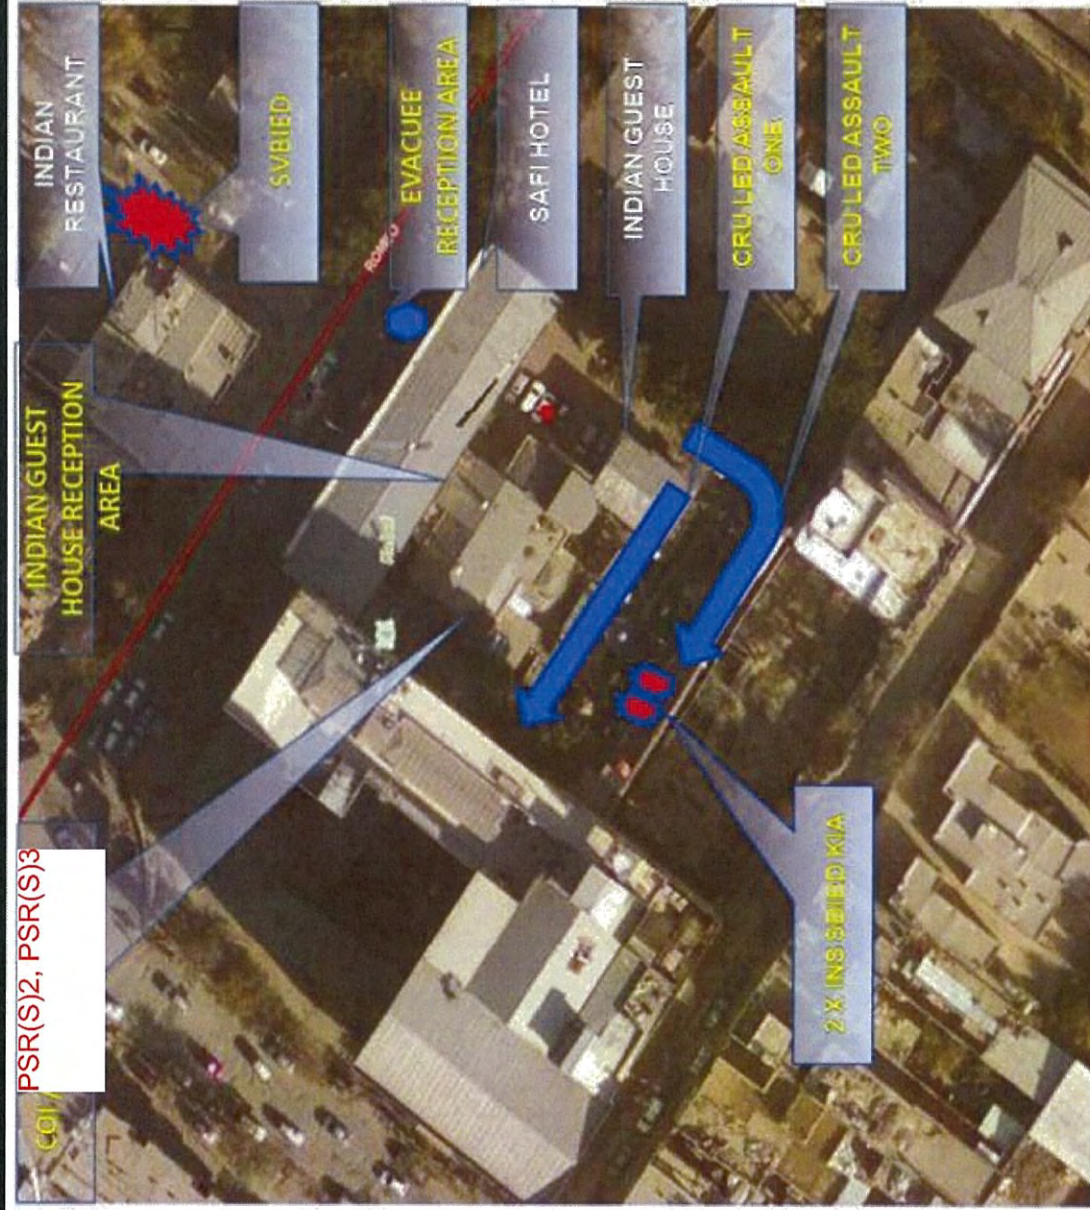 INDIAN
RESTAURANT
SVBIED
EVACUEE
RECEPTION AREA
SAFI HOTEL
INDIAN GUEST
HOUSE
CRU LED ASSAULT
ONE
CRU LED ASSAULT
TWO
INDIAN GUEST
HOUSE RECEPTION
AREA
ROMEO
2 X INS SBIED KIA
PSR(S)2, PSR(S)3